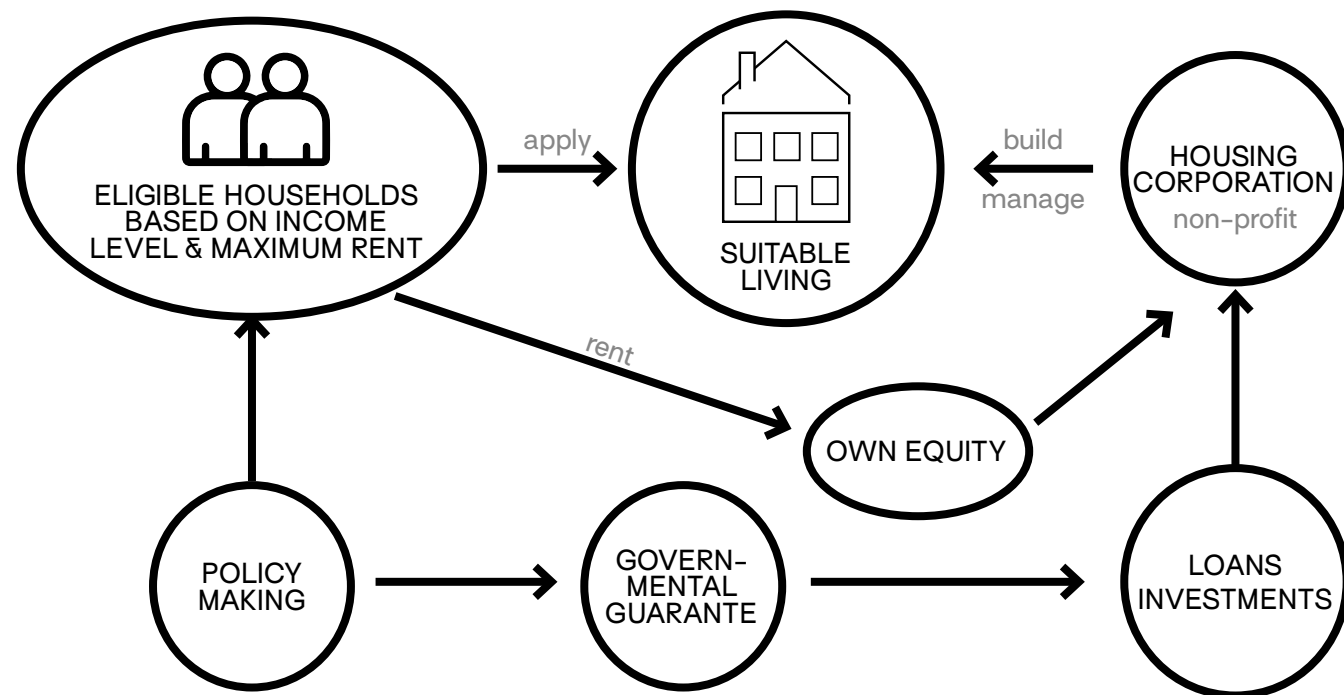 ELIGIBLE HOUSEHOLDS
BASED ON INCOME
LEVEL & MAXIMUM RENT
apply
SUITABLE
LIVING
build
manage
HOUSING
CORPORATION
non-profit
rent
OWN EQUITY
POLICY
MAKING
GOVERN-
MENTAL
GUARANTE
LOANS
INVESTMENTS